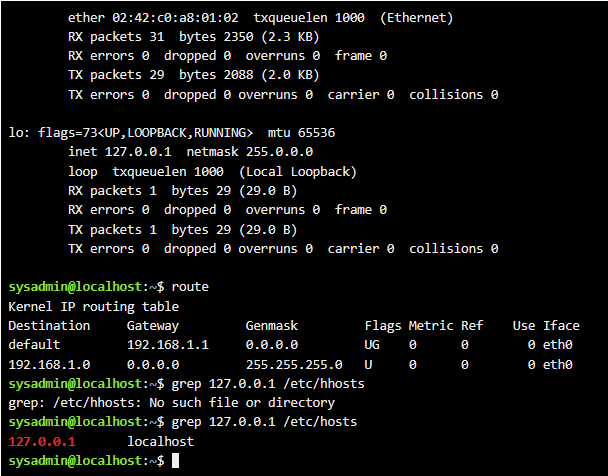 ether 02:42:c0:a8:01:02  txqueuelen 1000  (Ethernet)
RX packets 31  bytes 2350 (2.3 KB)
RX errors 0  dropped 0  overruns 0  frame 0
TX packets 29  bytes 2088 (2.0 KB)
TX errors 0  dropped 0 overruns 0  carrier 0  collisions 0
lo: flags=73<UP,LOOPBACK,RUNNING>  mtu 65536
inet 127.0.0.1  netmask 255.0.0.0
loop  txqueuelen 1000  (Local Loopback)
RX packets 1  bytes 29 (29.0 B)
RX errors 0  dropped 0  overruns 0  frame 0
TX packets 1  bytes 29 (29.0 B)
TX errors 0  dropped 0 overruns 0  carrier 0  collisions 0
sysadmin@localhost:~$ route
Kernel IP routing table
Destination     Gateway         Genmask         Flags Metric Ref    Use Iface
default         192.168.1.1     0.0.0.0         UG    0      0        0 eth0
192.168.1.0     0.0.0.0         255.255.255.0   U     0      0        0 eth0
sysadmin@localhost:~$ grep 127.0.0.1 /etc/hhosts
grep: /etc/hhosts: No such file or directory
sysadmin@localhost:~$ grep 127.0.0.1 /etc/hosts
127.0.0.1       localhost
sysadmin@localhost:~$